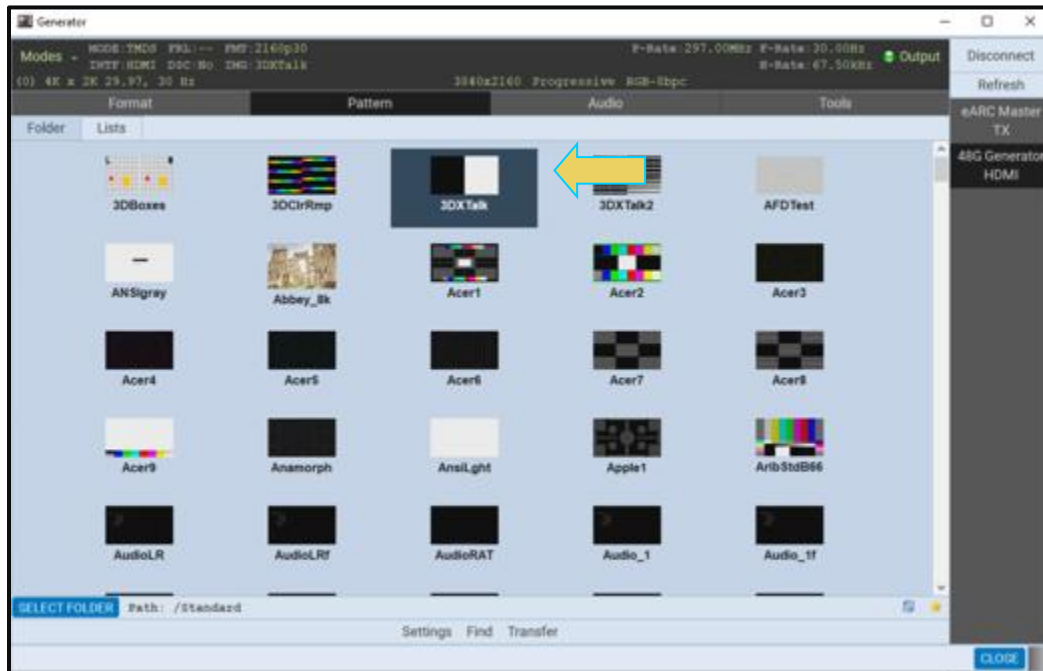 Generator
Modes MODE:TMDS FRL:-- FMT:2160p30 P-Rate:297.00MHz F-Rate:30.00Hz Output
INTF:HDMI DSC:No IMG:3DXTalk H-Rate:67.50kHz
(0) 4K x 2K 29.97, 30 Hz 3840x2160 Progressive RGB-8bpc
Disconnect
Refresh
eARC Master
TX
48G Generator
HDMI
Format Pattern Audio Tools
Folder Lists
L R
3DBoxes 3DClrRmp 3DXTalk 3DXTalk2 AFDTest
ANSIgray Abbey_8k Acer1 Acer2 Acer3
Acer4 Acer5 Acer6 Acer7 Acer8
Acer9 Anamorph AnsiLght Apple1 AribStdB66
AudioLR AudioLRf AudioRAT Audio_1 Audio_1f
SELECT FOLDER Path: /Standard
Settings Find Transfer
CLOSE